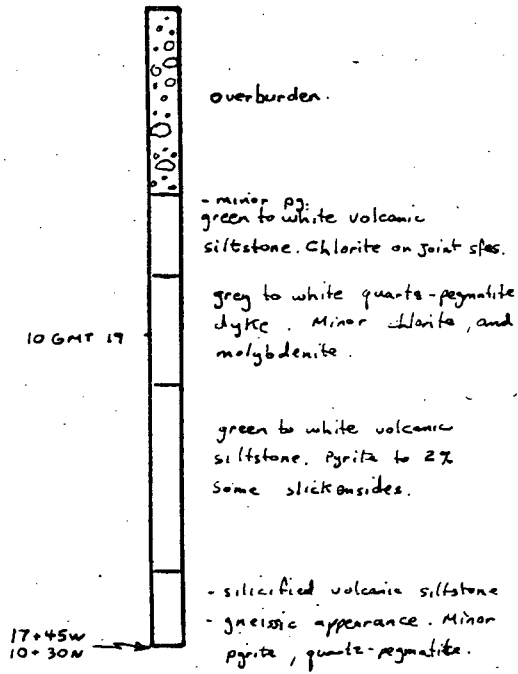 overburden.
- minor py.
green to white volcanic
siltstone. Chlorite on joint sfes.
grey to white quartz-pegmatite
dyke. Minor chlorite, and
molybdenite.
10 GMT 19
green to white volcanic
siltstone. Pyrite to 2%
Some slickensides.
- silicified volcanic siltstone
- gneissic appearance. Minor
pyrite, quartz-pegmatite.
17+45W
10+30N